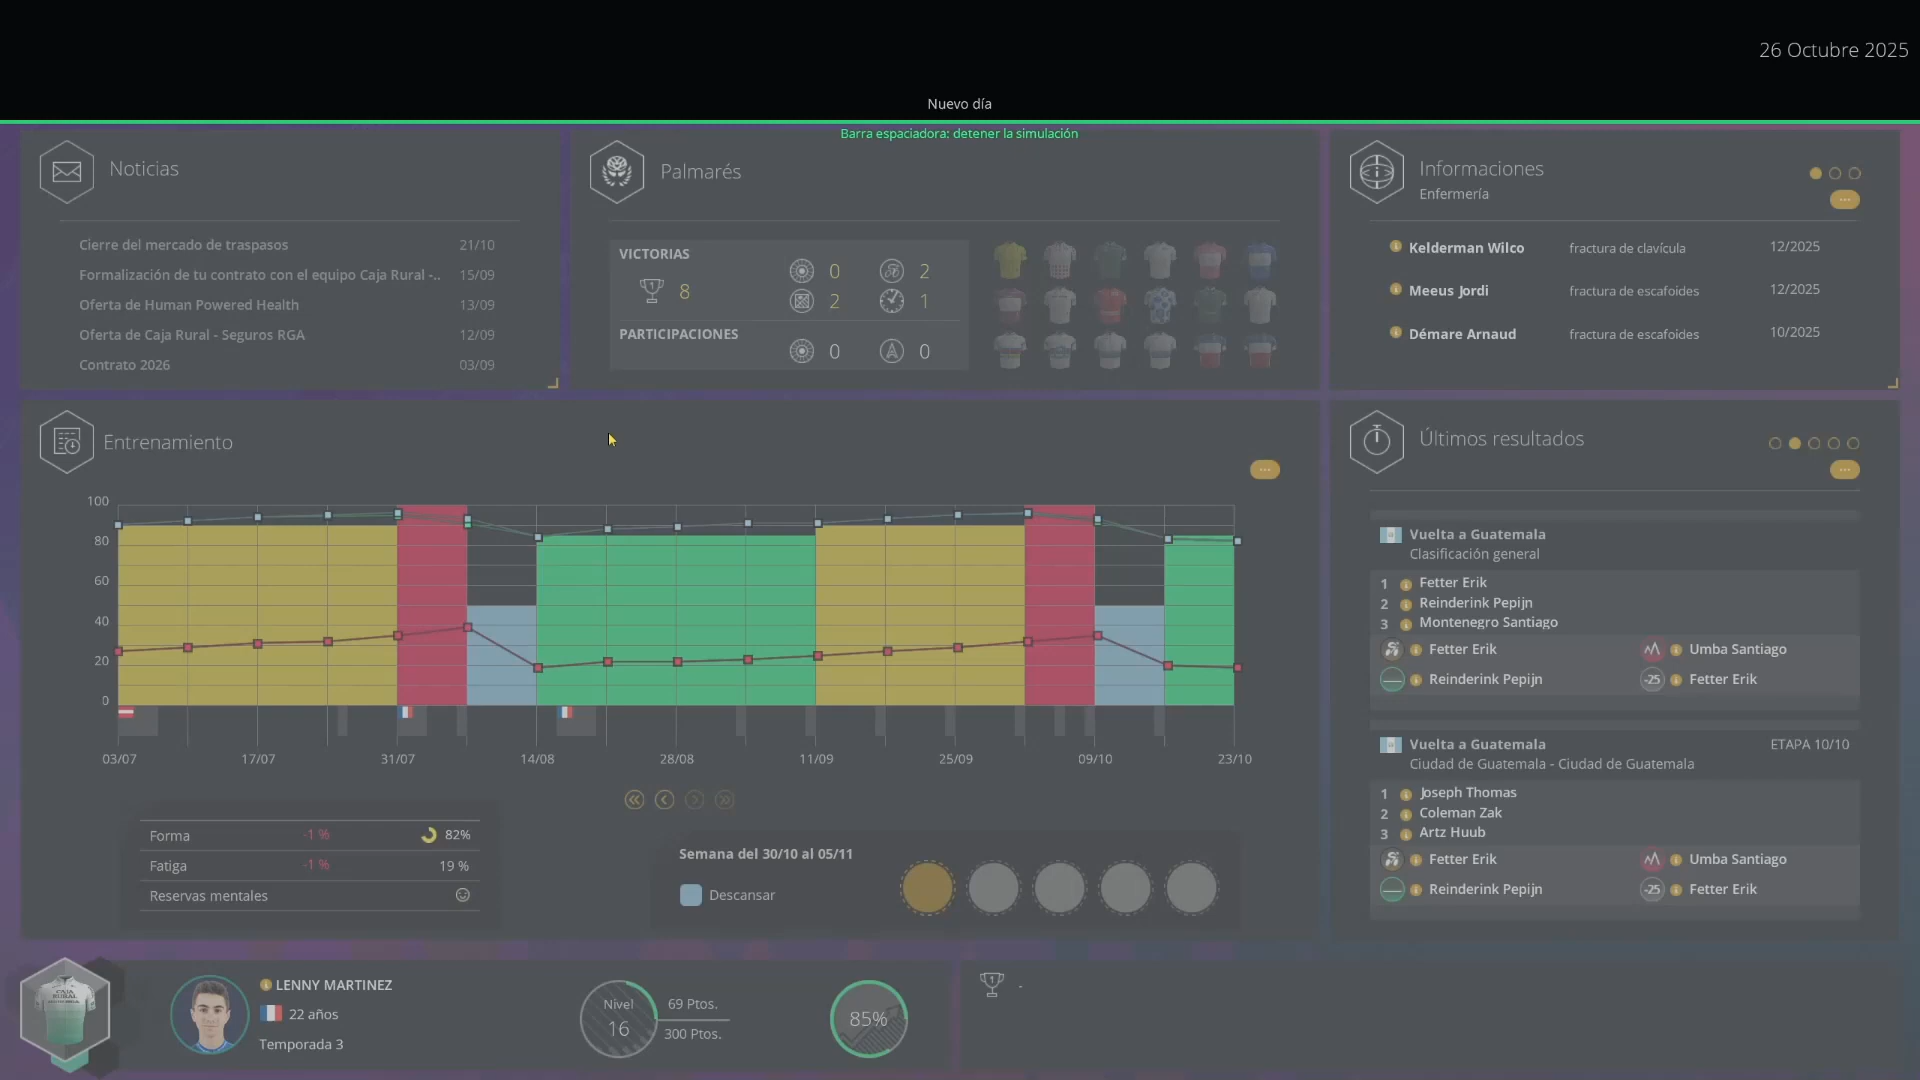 26 Octubre 2025
Nuevo día
Barra espaciadora: detener la simulación
Noticias
Cierre del mercado de traspasos 21/10
Formalización de tu contrato con el equipo Caja Rural -.. 15/09
Oferta de Human Powered Health 13/09
Oferta de Caja Rural - Seguros RGA 12/09
Contrato 2026 03/09
Palmarés
VICTORIAS
8
0 2
2 1
PARTICIPACIONES
0 0
Informaciones
Enfermería
Kelderman Wilco fractura de clavícula 12/2025
Meeus Jordi fractura de escafoides 12/2025
Démare Arnaud fractura de escafoides 10/2025
Entrenamiento
100
80
60
40
20
0
03/07 17/07 31/07 14/08 28/08 11/09 25/09 09/10 23/10
Forma -1 % 82%
Fatiga -1 % 19 %
Reservas mentales
Semana del 30/10 al 05/11
Descansar
Últimos resultados
Vuelta a Guatemala
Clasificación general
1 Fetter Erik
2 Reinderink Pepijn
3 Montenegro Santiago
Fetter Erik Umba Santiago
Reinderink Pepijn -25 Fetter Erik
Vuelta a Guatemala ETAPA 10/10
Ciudad de Guatemala - Ciudad de Guatemala
1 Joseph Thomas
2 Coleman Zak
3 Artz Huub
Fetter Erik Umba Santiago
Reinderink Pepijn -25 Fetter Erik
CAJA RURAL
LENNY MARTINEZ
22 años
Temporada 3
Nivel
16
69 Ptos.
300 Ptos.
85%
1 -